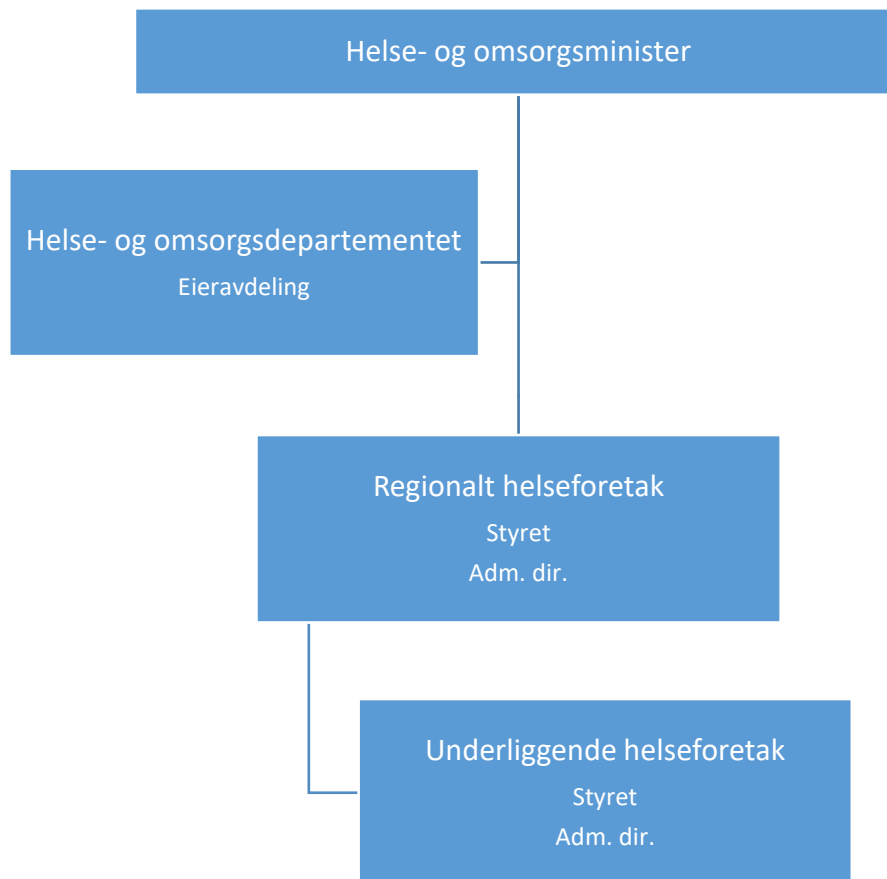 Helse- og omsorgsminister
Helse- og omsorgsdepartementet
Eieravdeling
Regionalt helseforetak
Styret
Adm. dir.
Underliggende helseforetak
Styret
Adm. dir.